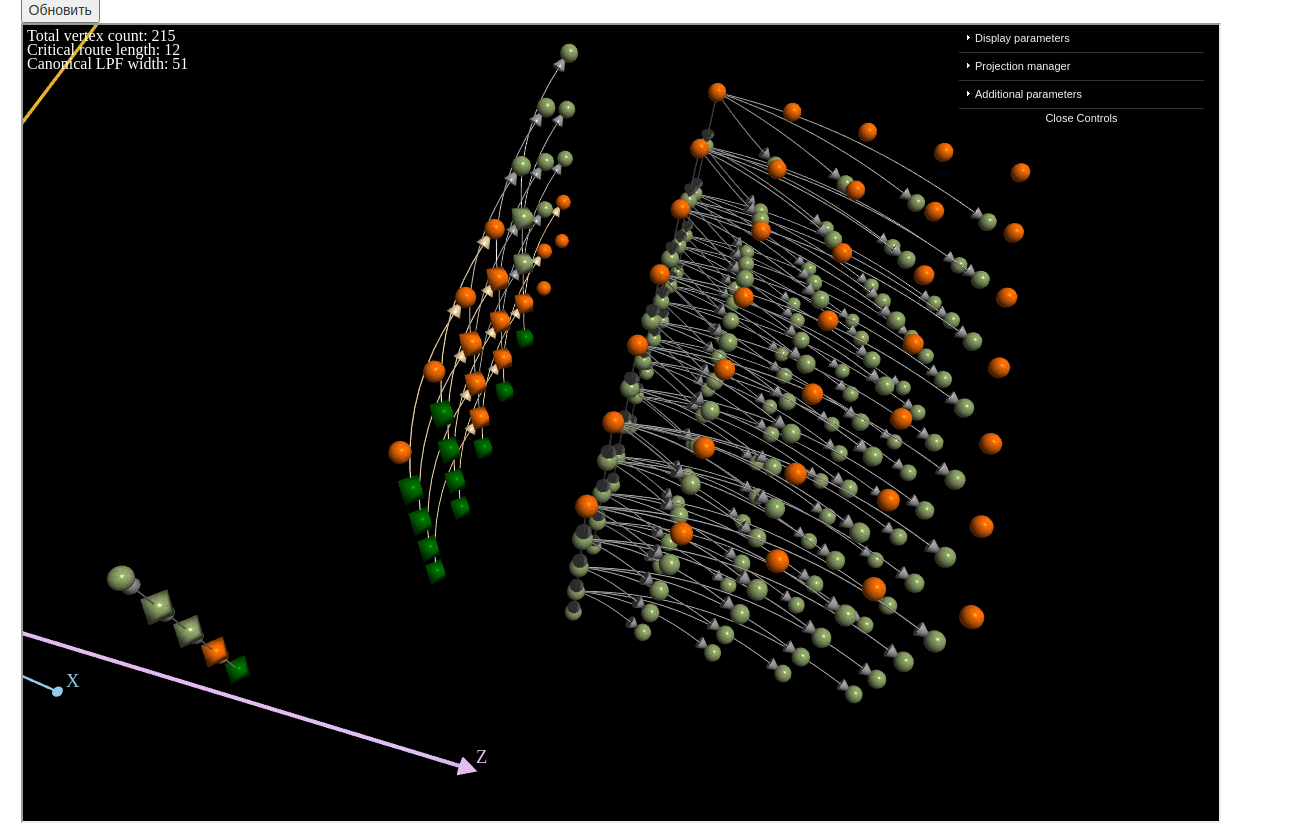 Обновить
Total vertex count: 215
Critical route length: 12
Canonical LPF width: 51
Display parameters
Projection manager
Additional parameters
Close Controls
X
Z